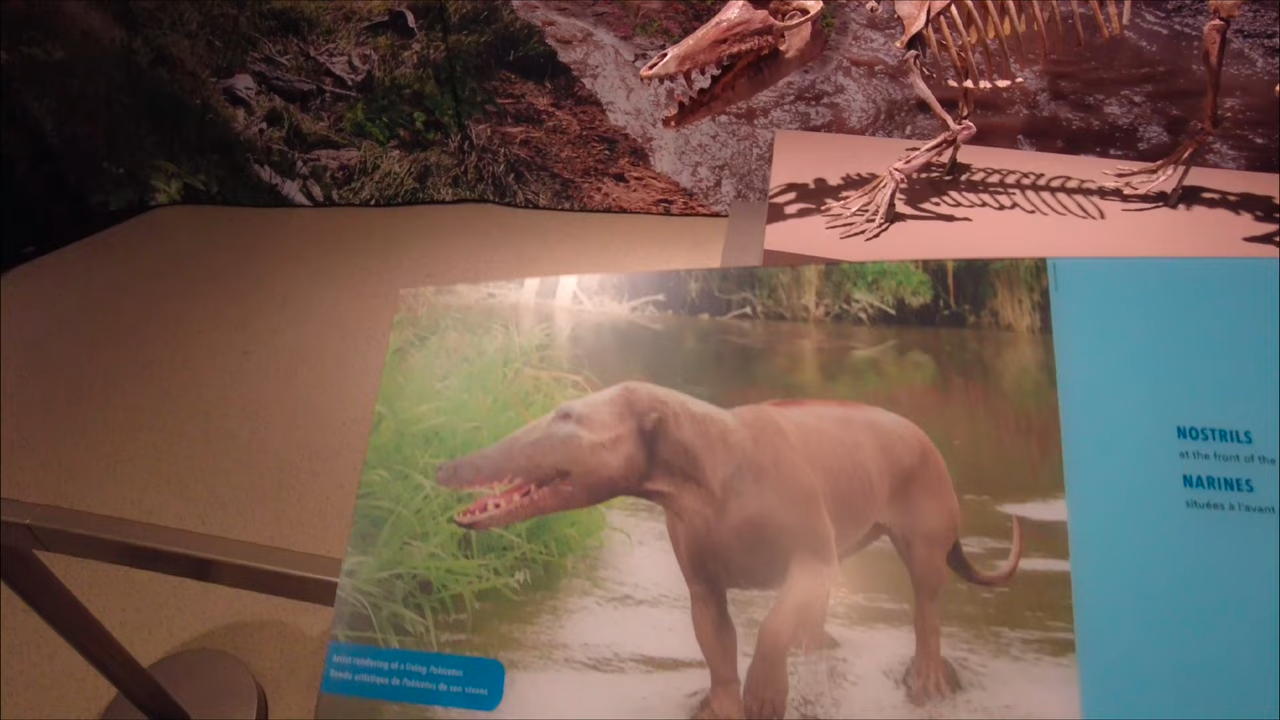 NOSTRILS
at the front of the
NARINES
situées à l'avant
Artist rendering of a living Pakicetus
Rendu artistique de Pakicetus de son vivant